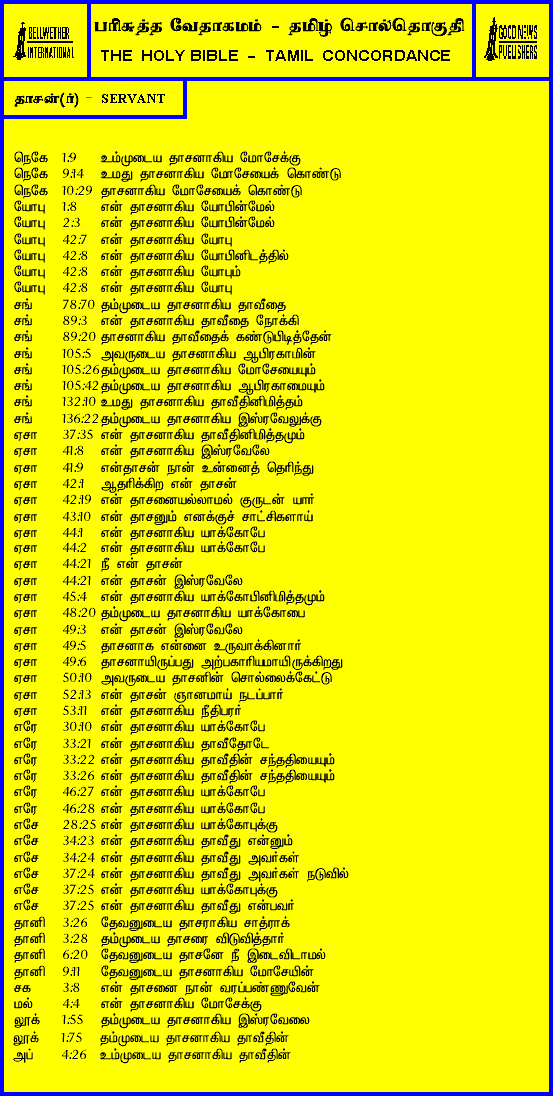 BELLWETHER
INTERNATIONAL
பரிசுத்த வேதாகமம் - தமிழ் சொல்தொகுதி
THE HOLY BIBLE - TAMIL CONCORDANCE
GOOD NEWS
PUBLISHERS
தாசன்(ர்) - SERVANT
நெகே 1:9 உம்முடைய தாசனாகிய மோசேக்கு
நெகே 9:14 உமது தாசனாகிய மோசேயைக் கொண்டு
நெகே 10:29 தாசனாகிய மோசேயைக் கொண்டு
யோபு 1:8 என் தாசனாகிய யோபின்மேல்
யோபு 2:3 என் தாசனாகிய யோபின்மேல்
யோபு 42:7 என் தாசனாகிய யோபு
யோபு 42:8 என் தாசனாகிய யோபினிடத்தில்
யோபு 42:8 என் தாசனாகிய யோபும்
யோபு 42:8 என் தாசனாகிய யோபு
சங் 78:70 தம்முடைய தாசனாகிய தாவீதை
சங் 89:3 என் தாசனாகிய தாவீதை நோக்கி
சங் 89:20 தாசனாகிய தாவீதைக் கண்டுபிடித்தேன்
சங் 105:5 அவருடைய தாசனாகிய ஆபிரகாமின்
சங் 105:26 தம்முடைய தாசனாகிய மோசேயையும்
சங் 105:42 தம்முடைய தாசனாகிய ஆபிரகாமையும்
சங் 132:10 உமது தாசனாகிய தாவீதினிமித்தம்
சங் 136:22 தம்முடைய தாசனாகிய இஸ்ரவேலுக்கு
ஏசா 37:35 என் தாசனாகிய தாவீதினிமித்தமும்
ஏசா 41:8 என் தாசனாகிய இஸ்ரவேலே
ஏசா 41:9 என்தாசன் நான் உன்னைத் தெரிந்து
ஏசா 42:1 ஆதரிக்கிற என் தாசன்
ஏசா 42:19 என் தாசனையல்லாமல் குருடன் யார்
ஏசா 43:10 என் தாசனும் எனக்குச் சாட்சிகளாய்
ஏசா 44:1 என் தாசனாகிய யாக்கோபே
ஏசா 44:2 என் தாசனாகிய யாக்கோபே
ஏசா 44:21 நீ என் தாசன்
ஏசா 44:21 என் தாசன் இஸ்ரவேலே
ஏசா 45:4 என் தாசனாகிய யாக்கோபினிமித்தமும்
ஏசா 48:20 தம்முடைய தாசனாகிய யாக்கோபை
ஏசா 49:3 என் தாசன் இஸ்ரவேலே
ஏசா 49:5 தாசனாக என்னை உருவாக்கினார்
ஏசா 49:6 தாசனாயிருப்பது அற்பகாரியமாயிருக்கிறது
ஏசா 50:10 அவருடைய தாசனின் சொல்லைக்கேட்டு
ஏசா 52:13 என் தாசன் ஞானமாய் நடப்பார்
ஏசா 53:11 என் தாசனாகிய நீதிபரர்
எரே 30:10 என் தாசனாகிய யாக்கோபே
எரே 33:21 என் தாசனாகிய தாவீதோடே
எரே 33:22 என் தாசனாகிய தாவீதின் சந்ததியையும்
எரே 33:26 என் தாசனாகிய தாவீதின் சந்ததியையும்
எரே 46:27 என் தாசனாகிய யாக்கோபே
எரே 46:28 என் தாசனாகிய யாக்கோபே
எசே 28:25 என் தாசனாகிய யாக்கோபுக்கு
எசே 34:23 என் தாசனாகிய தாவீது என்னும்
எசே 34:24 என் தாசனாகிய தாவீது அவர்கள்
எசே 37:24 என் தாசனாகிய தாவீது அவர்கள் நடுவில்
எசே 37:25 என் தாசனாகிய யாக்கோபுக்கு
எசே 37:25 என் தாசனாகிய தாவீது என்பவர்
தானி 3:26 தேவனுடைய தாசராகிய சாத்ராக்
தானி 3:28 தம்முடைய தாசரை விடுவித்தார்
தானி 6:20 தேவனுடைய தாசனே நீ இடைவிடாமல்
தானி 9:11 தேவனுடைய தாசனாகிய மோசேயின்
சக 3:8 என் தாசனை நான் வரப்பண்ணுவேன்
மல் 4:4 என் தாசனாகிய மோசேக்கு
லூக் 1:55 தம்முடைய தாசனாகிய இஸ்ரவேலை
லூக் 1:75 தம்முடைய தாசனாகிய தாவீதின்
அப் 4:26 உம்முடைய தாசனாகிய தாவீதின்